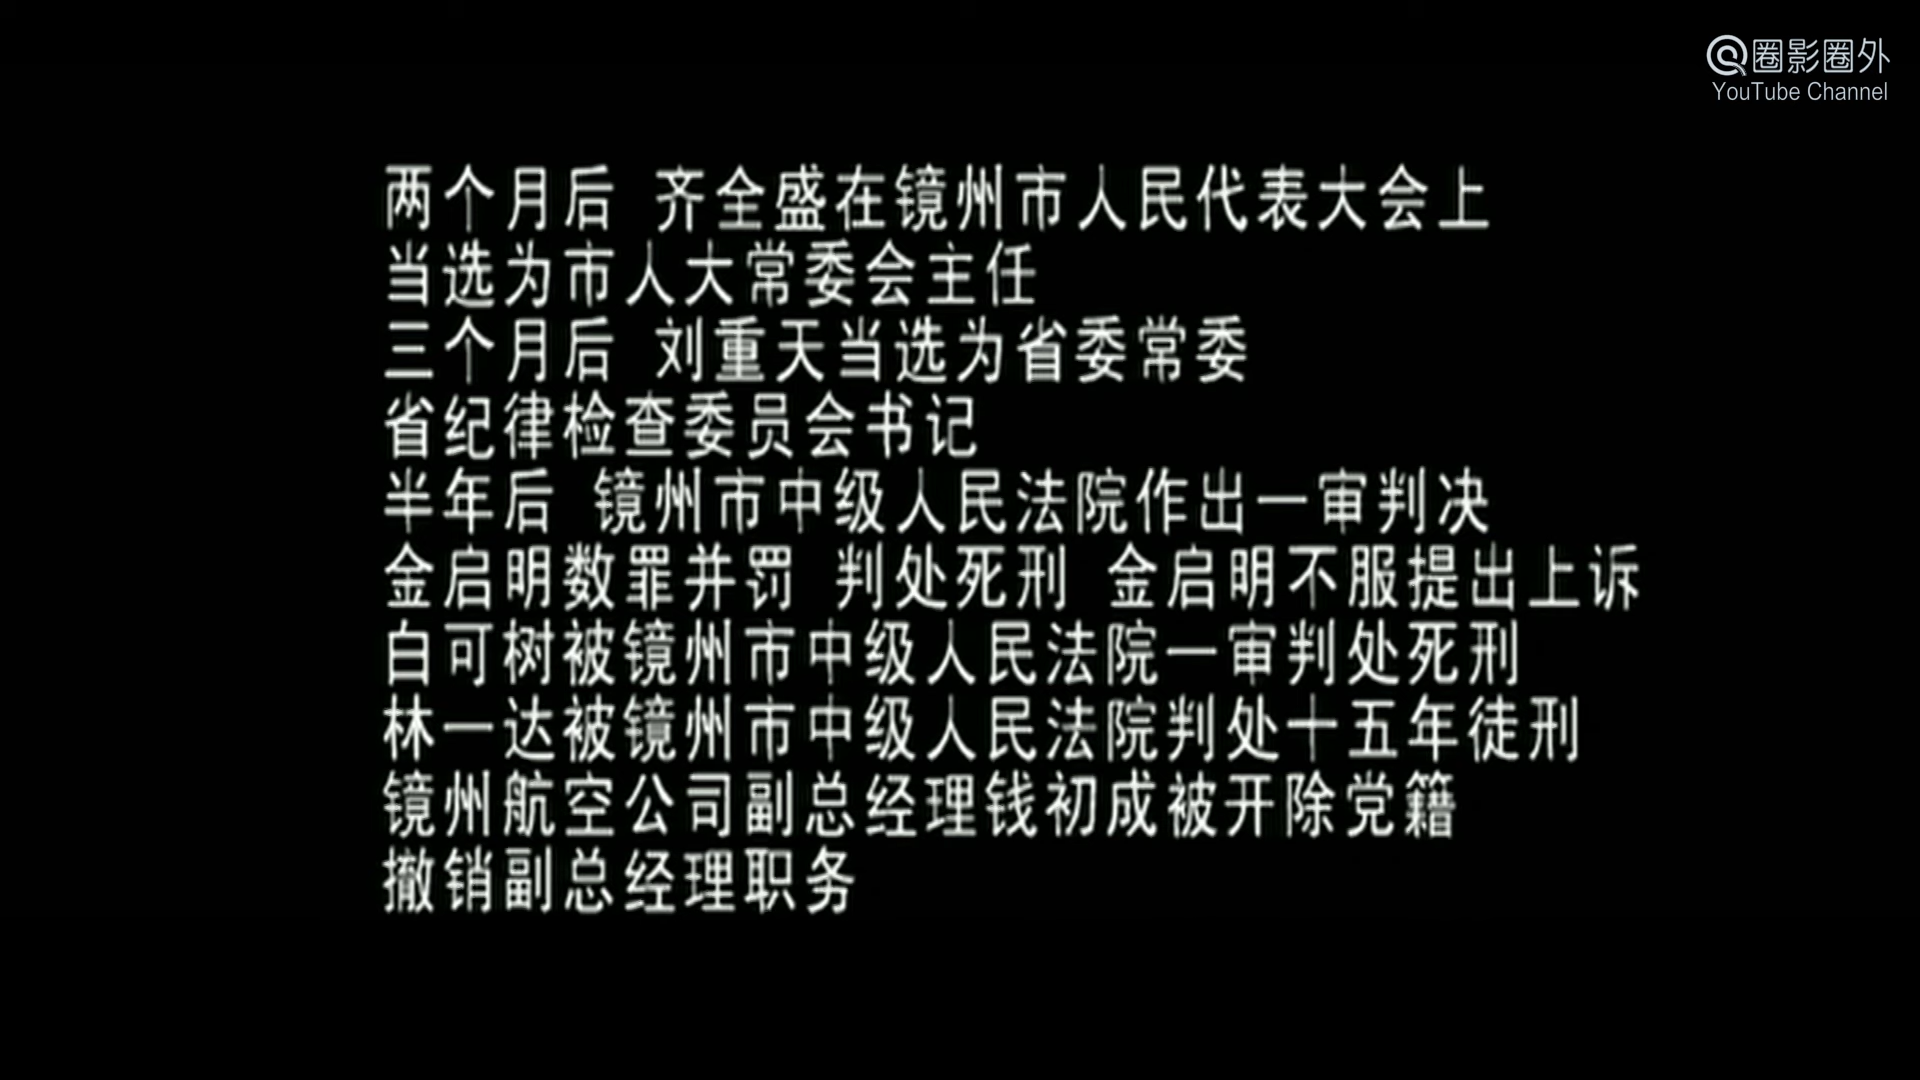 圈影圈外
YouTube Channel
两个月后 齐全盛在镜州市人民代表大会上
当选为市人大常委会主任
三个月后 刘重天当选为省委常委
省纪律检查委员会书记
半年后 镜州市中级人民法院作出一审判决
金启明数罪并罚 判处死刑 金启明不服提出上诉
白可树被镜州市中级人民法院一审判处死刑
林一达被镜州市中级人民法院判处十五年徒刑
镜州航空公司副总经理钱初成被开除党籍
撤销副总经理职务